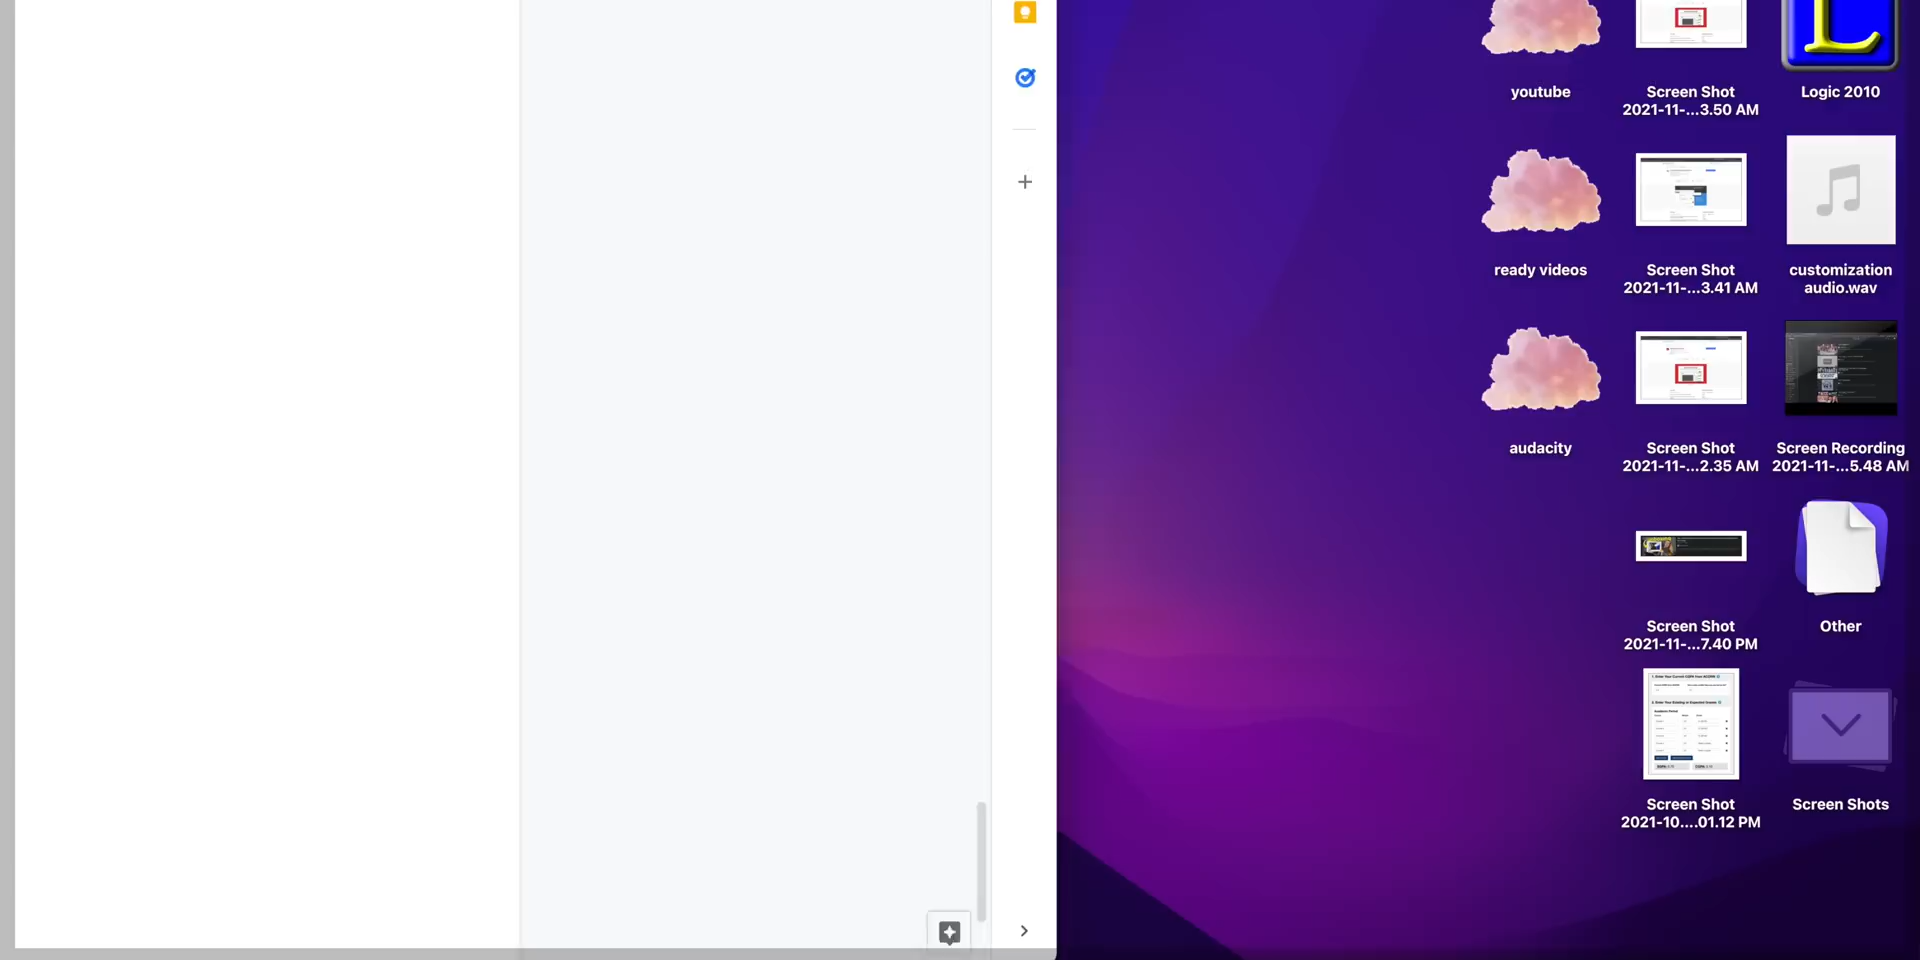 L
youtube
Screen Shot
2021-11-...3.50 AM
Logic 2010
ready videos
Screen Shot
2021-11-...3.41 AM
customization
audio.wav
audacity
Screen Shot
2021-11-...2.35 AM
Screen Recording
2021-11-...5.48 AM
Screen Shot
2021-11-...7.40 PM
Other
Screen Shot
2021-10....01.12 PM
Screen Shots